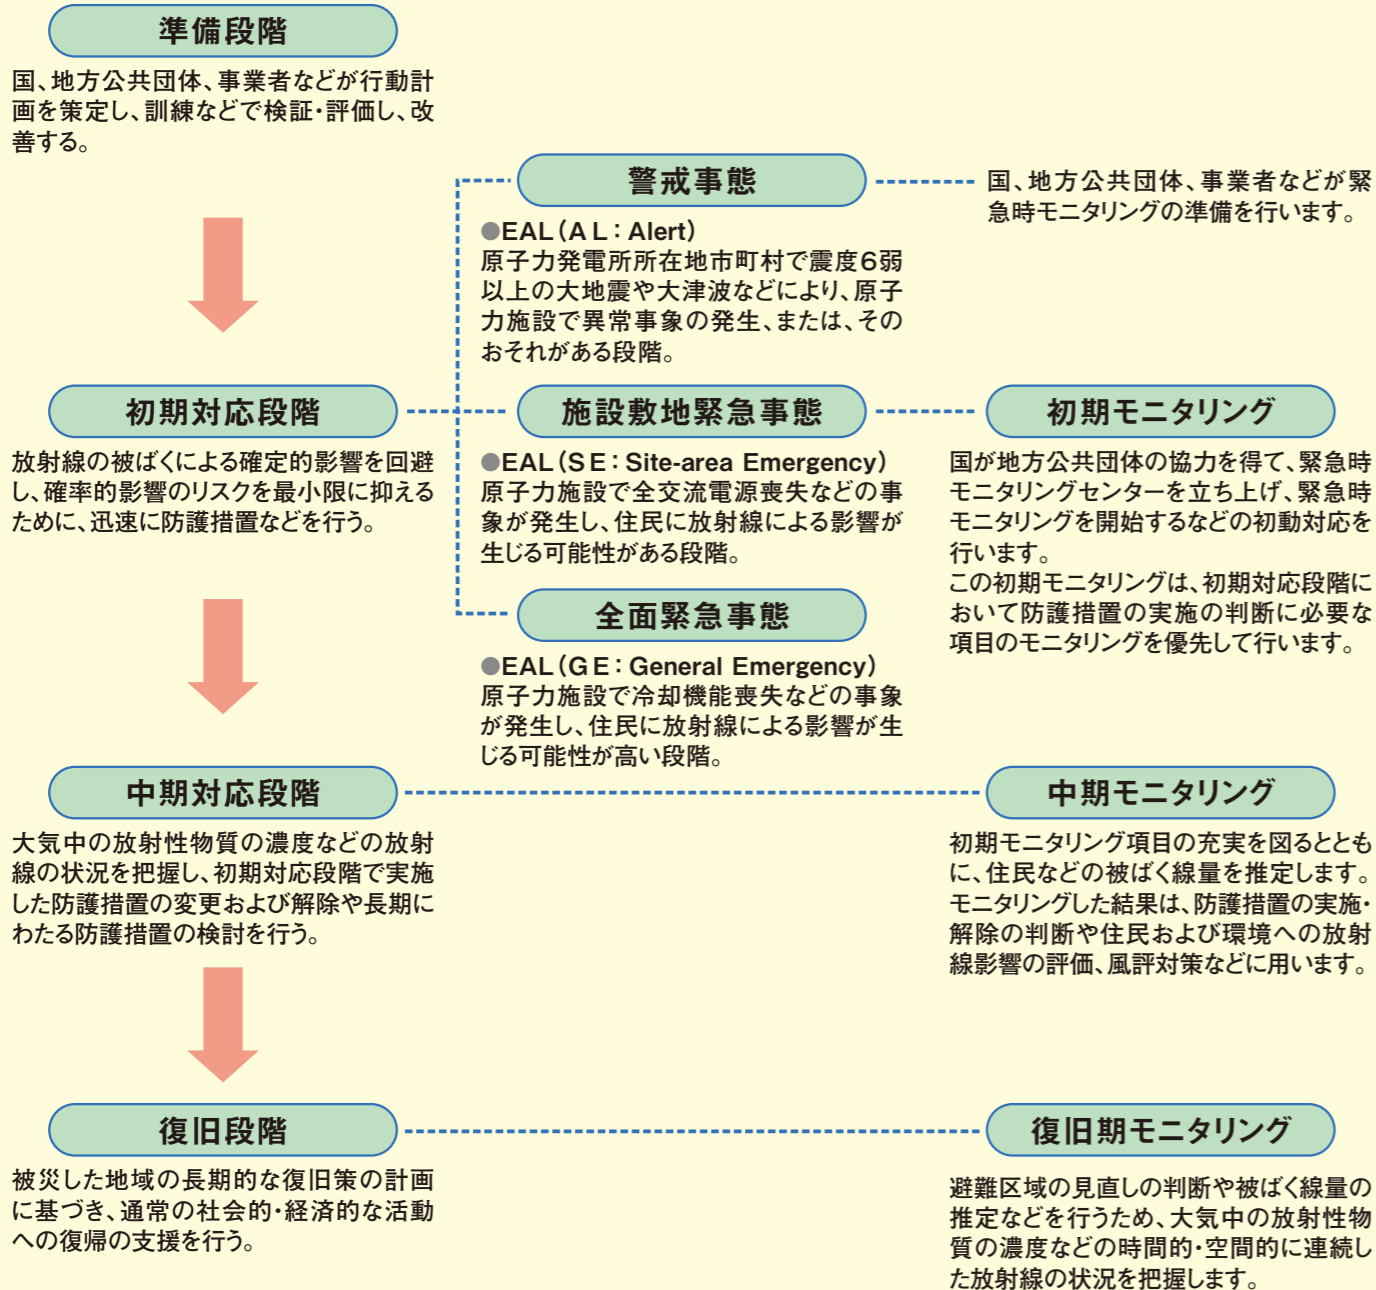 準備段階
国、地方公共団体、事業者などが行動計
画を策定し、訓練などで検証・評価し、改
善する。
警戒事態
●EAL（AL：Alert）
原子力発電所所在地市町村で震度6弱
以上の大地震や大津波などにより、原子
力施設で異常事象の発生、または、その
おそれがある段階。
国、地方公共団体、事業者などが緊
急時モニタリングの準備を行います。
初期対応段階
放射線の被ばくによる確定的影響を回避
し、確率的影響のリスクを最小限に抑える
ために、迅速に防護措置などを行う。
施設敷地緊急事態
●EAL（SE：Site-area Emergency）
原子力施設で全交流電源喪失などの事
象が発生し、住民に放射線による影響が
生じる可能性がある段階。
初期モニタリング
国が地方公共団体の協力を得て、緊急時
モニタリングセンターを立ち上げ、緊急時
モニタリングを開始するなどの初動対応を
行います。
この初期モニタリングは、初期対応段階に
おいて防護措置の実施の判断に必要な
項目のモニタリングを優先して行います。
全面緊急事態
●EAL（GE：General Emergency）
原子力施設で冷却機能喪失などの事象
が発生し、住民に放射線による影響が生
じる可能性が高い段階。
中期対応段階
大気中の放射性物質の濃度などの放射
線の状況を把握し、初期対応段階で実施
した防護措置の変更および解除や長期に
わたる防護措置の検討を行う。
中期モニタリング
初期モニタリング項目の充実を図るととも
に、住民などの被ばく線量を推定します。
モニタリングした結果は、防護措置の実施・
解除の判断や住民および環境への放射
線影響の評価、風評対策などに用います。
復旧段階
被災した地域の長期的な復旧策の計画
に基づき、通常の社会的・経済的な活動
への復帰の支援を行う。
復旧期モニタリング
避難区域の見直しの判断や被ばく線量の
推定などを行うため、大気中の放射性物
質の濃度などの時間的・空間的に連続し
た放射線の状況を把握します。